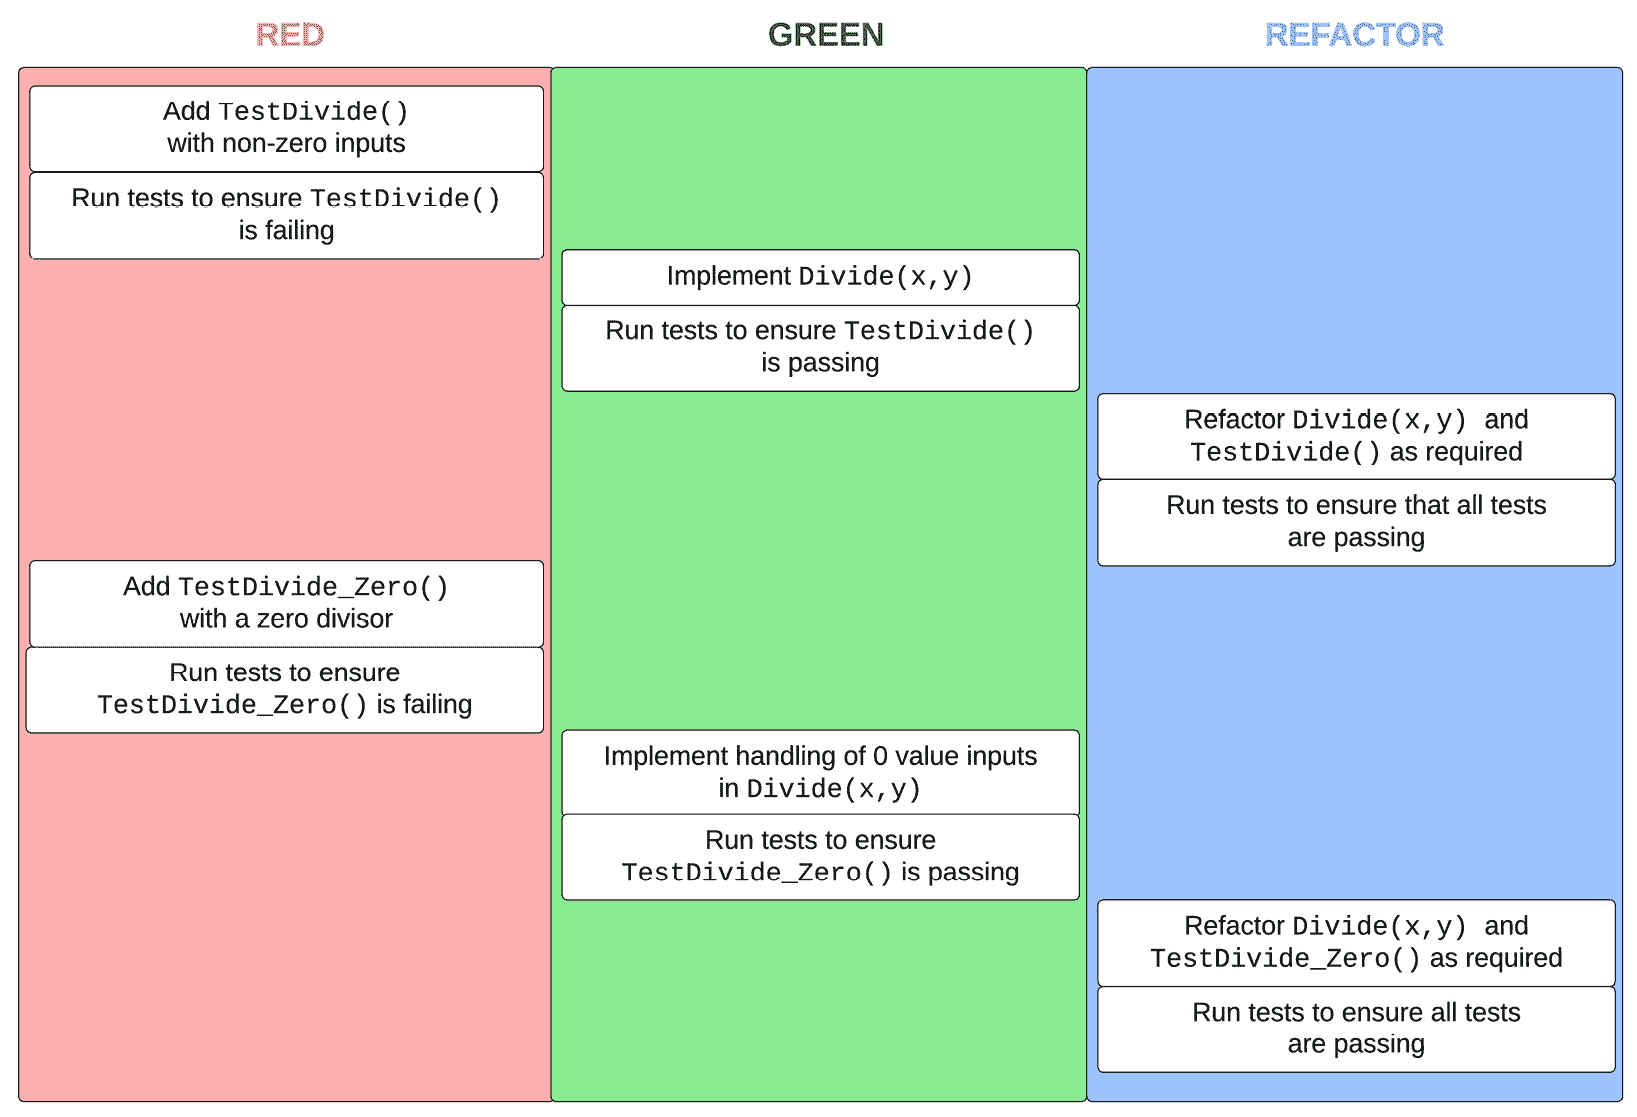 RED
GREEN
REFACTOR
Add TestDivide()
with non-zero inputs
Run tests to ensure TestDivide()
is failing
Implement Divide(x,y)
Run tests to ensure TestDivide()
is passing
Refactor Divide(x,y) and
TestDivide() as required
Run tests to ensure that all tests
are passing
Add TestDivide_Zero()
with a zero divisor
Run tests to ensure
TestDivide_Zero() is failing
Implement handling of 0 value inputs
in Divide(x,y)
Run tests to ensure
TestDivide_Zero() is passing
Refactor Divide(x,y) and
TestDivide_Zero() as required
Run tests to ensure all tests
are passing